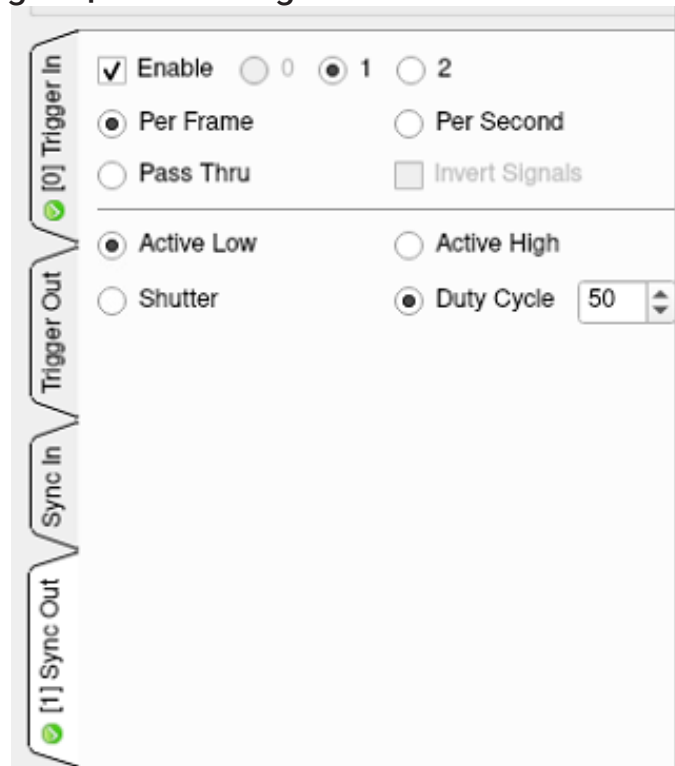 [0] Trigger In
Trigger Out
Sync In
[1] Sync Out
Enable 0 1 2
Per Frame Per Second
Pass Thru Invert Signals
Active Low Active High
Shutter Duty Cycle 50